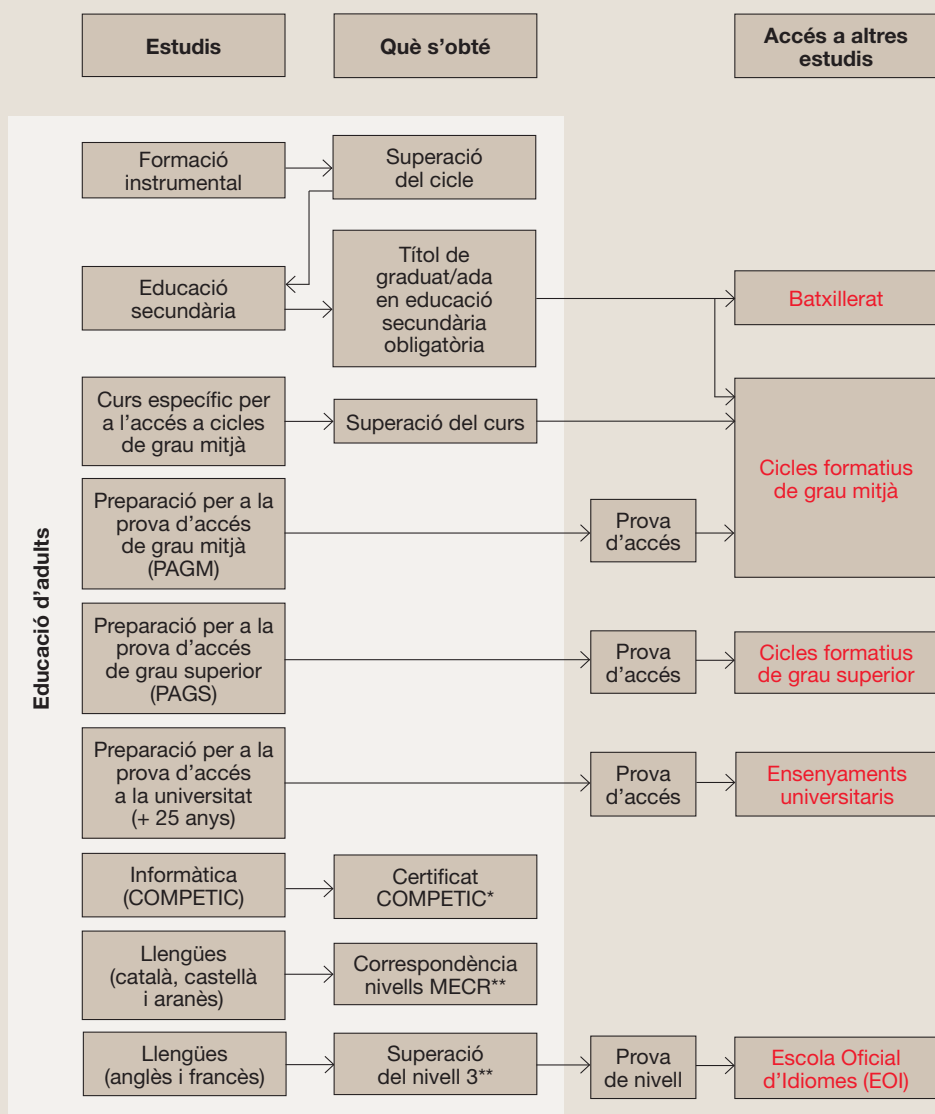 Estudis
Què s'obté
Accés a altres
estudis
Educació d'adults
Formació
instrumental
Superació
del cicle
Educació
secundària
Títol de
graduat/ada
en educació
secundària
obligatòria
Batxillerat
Curs específic per
a l'accés a cicles
de grau mitjà
Superació del curs
Cicles formatius
de grau mitjà
Preparació per a la
prova d'accés
de grau mitjà
(PAGM)
Prova
d'accés
Preparació per a la
prova d'accés
de grau superior
(PAGS)
Prova
d'accés
Cicles formatius
de grau superior
Preparació per a la
prova d'accés
a la universitat
(+ 25 anys)
Prova
d'accés
Ensenyaments
universitaris
Informàtica
(COMPETIC)
Certificat
COMPETIC*
Llengües
(català, castellà
i aranès)
Correspondència
nivells MECR**
Llengües
(anglès i francès)
Superació
del nivell 3**
Prova
de nivell
Escola Oficial
d'Idiomes (EOI)